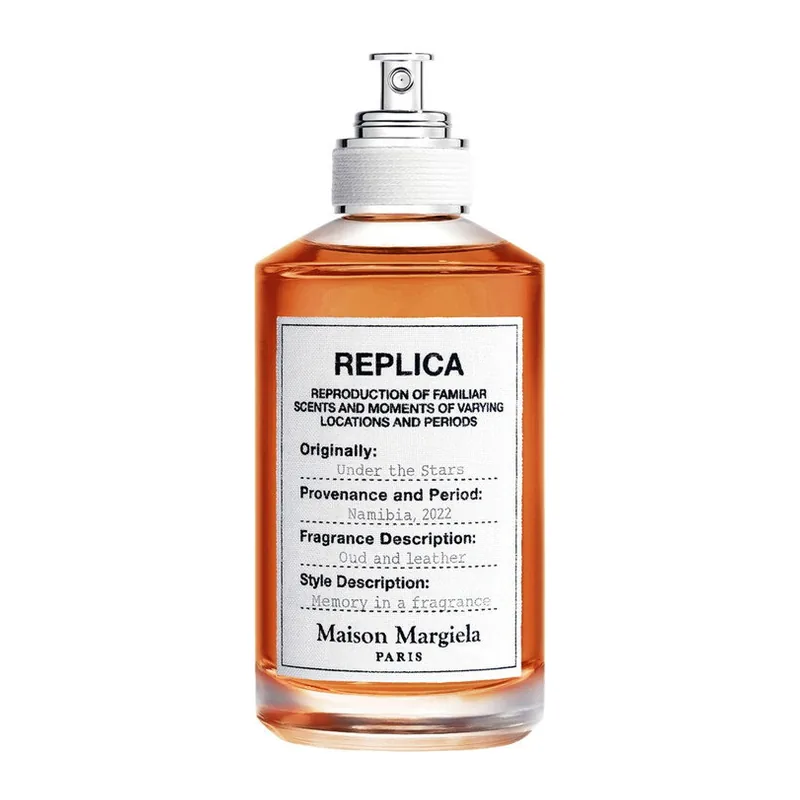 REPLICA
REPRODUCTION OF FAMILIAR
SCENTS AND MOMENTS OF VARYING
LOCATIONS AND PERIODS
Originally:
Under the Stars
Provenance and Period:
Namibia, 2022
Fragrance Description:
Oud and leather
Style Description:
Memory in a fragrance
Maison Margiela
PARIS